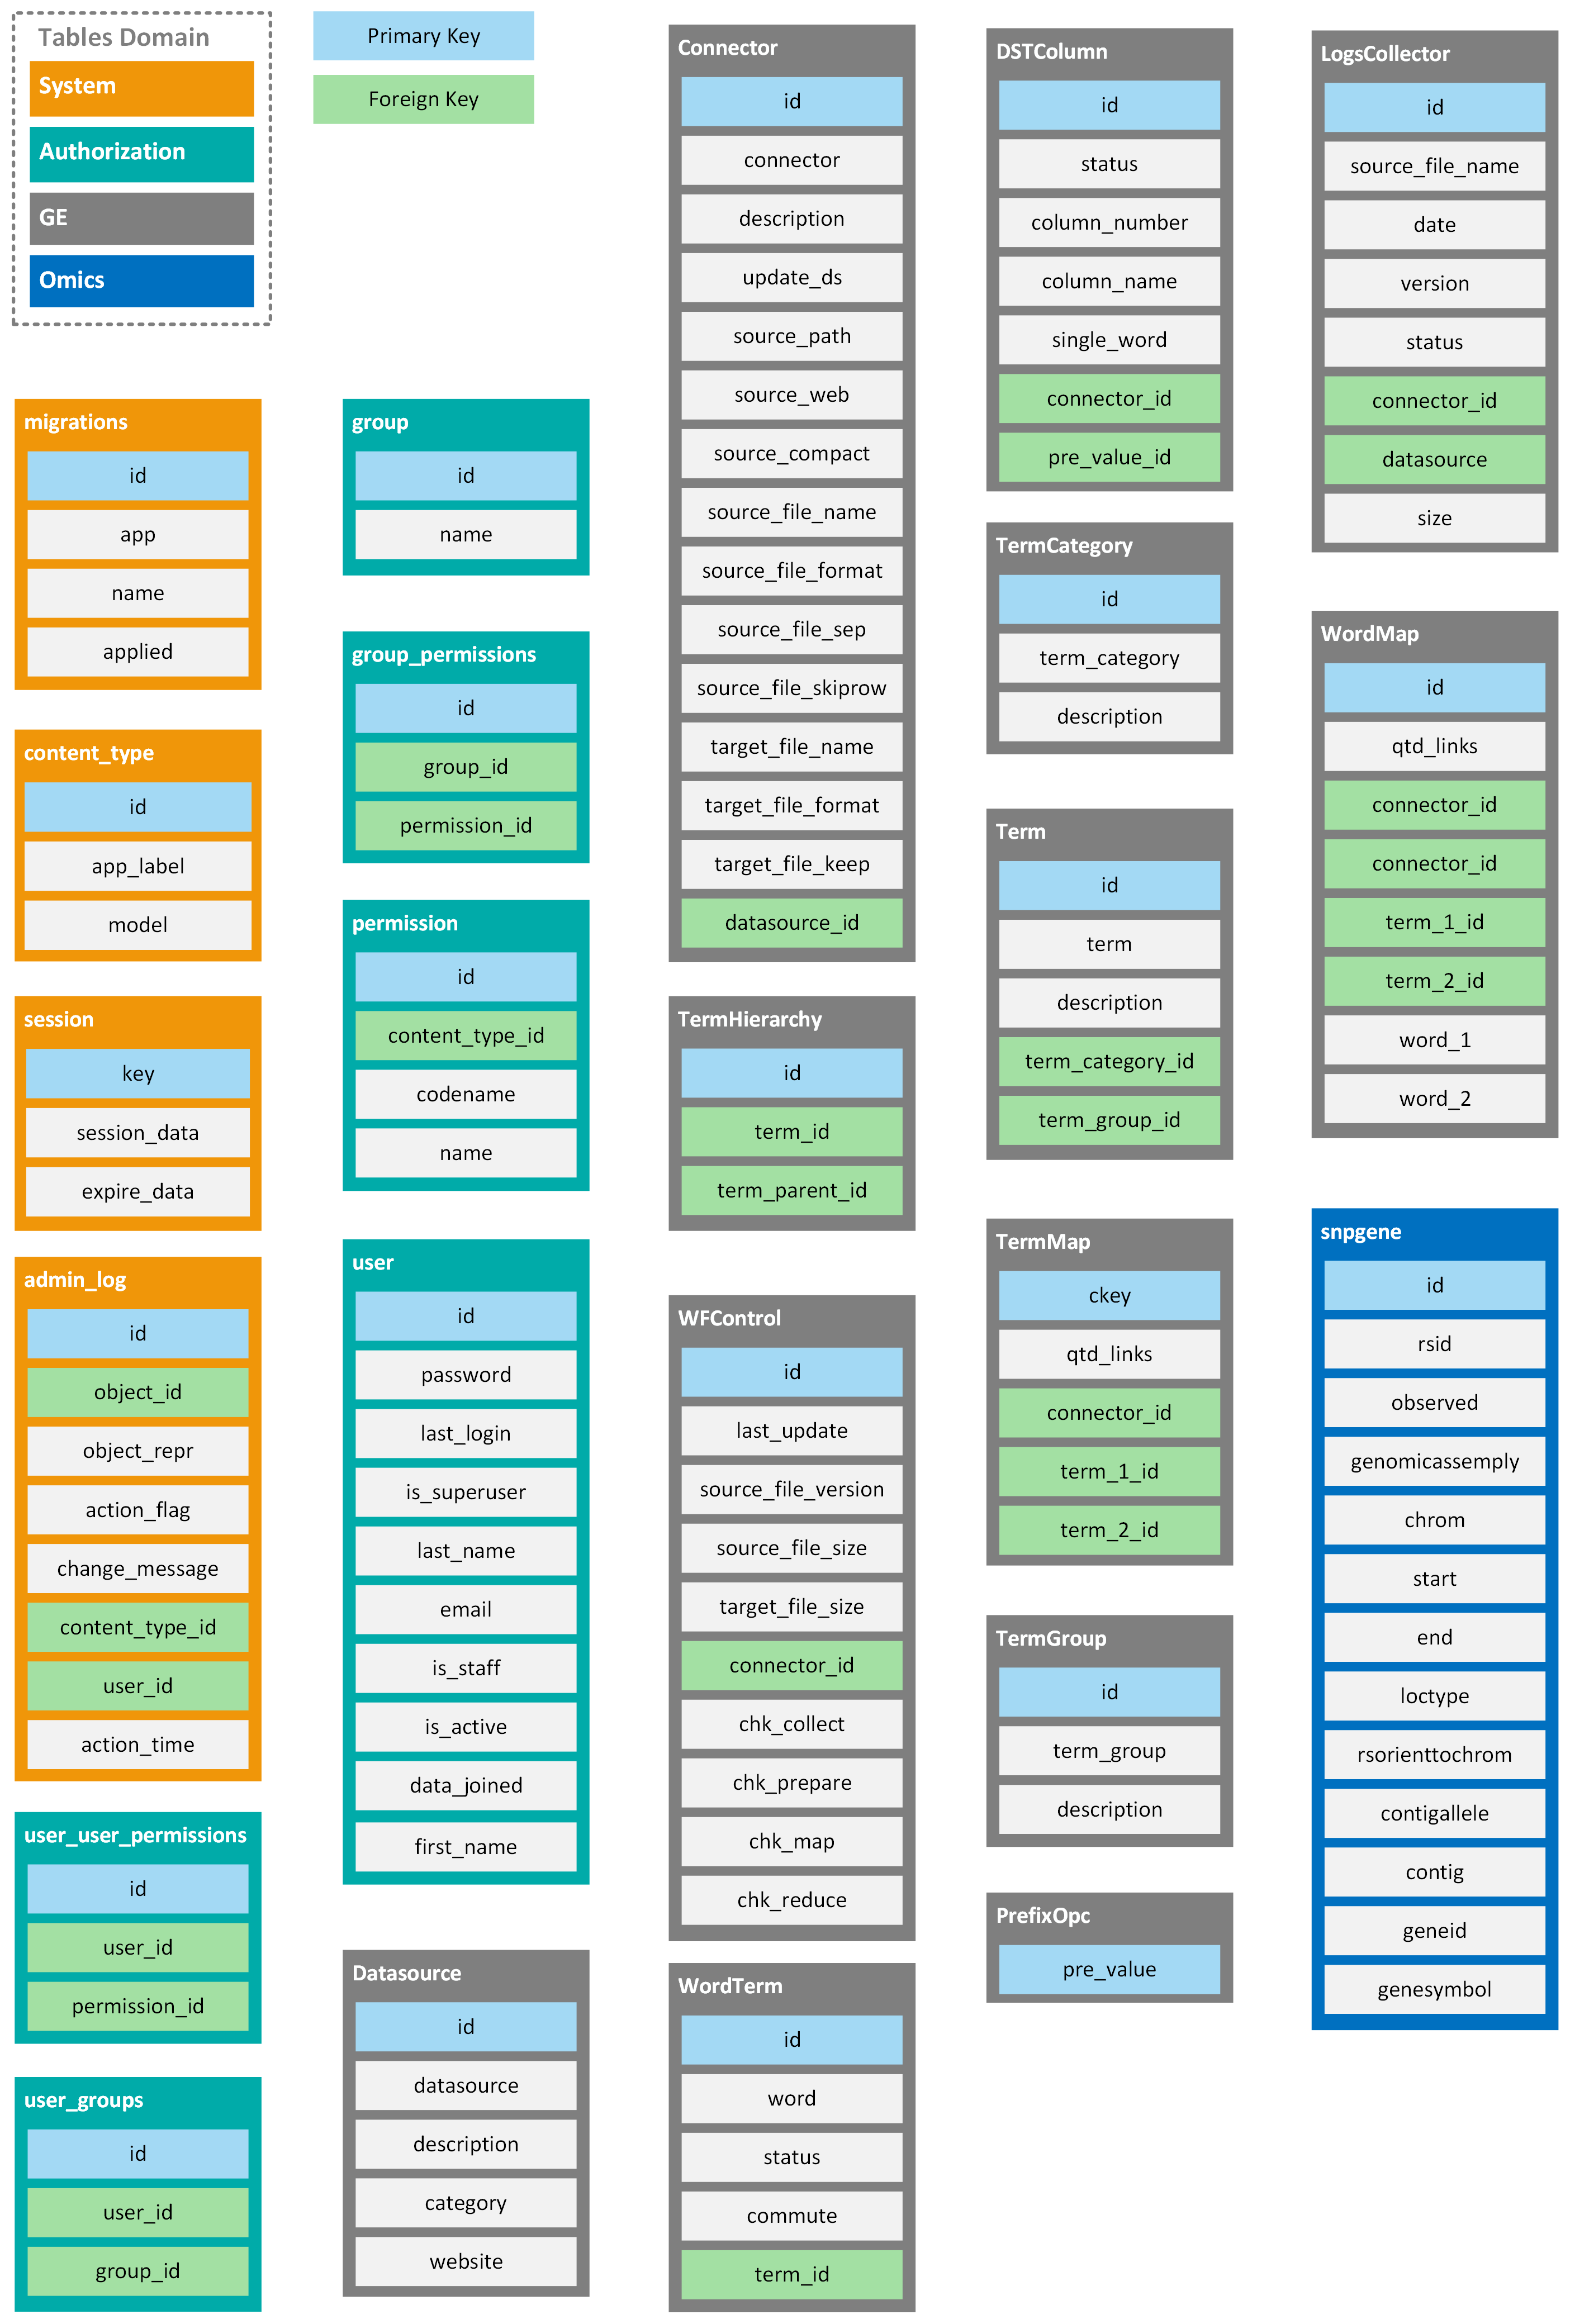 Tables Domain
System
Authorization
GE
Omics
Primary Key
Foreign Key
migrations
id
app
name
applied
content_type
id
app_label
model
session
key
session_data
expire_data
admin_log
id
object_id
object_repr
action_flag
change_message
content_type_id
user_id
action_time
user_user_permissions
id
user_id
permission_id
user_groups
id
user_id
group_id
group
id
name
group_permissions
id
group_id
permission_id
permission
id
content_type_id
codename
name
user
id
password
last_login
is_superuser
last_name
email
is_staff
is_active
data_joined
first_name
Datasource
id
datasource
description
category
website
Connector
id
connector
description
update_ds
source_path
source_web
source_compact
source_file_name
source_file_format
source_file_sep
source_file_skiprow
target_file_name
target_file_format
target_file_keep
datasource_id
TermHierarchy
id
term_id
term_parent_id
WFControl
id
last_update
source_file_version
source_file_size
target_file_size
connector_id
chk_collect
chk_prepare
chk_map
chk_reduce
WordTerm
id
word
status
commute
term_id
DSTColumn
id
status
column_number
column_name
single_word
connector_id
pre_value_id
TermCategory
id
term_category
description
Term
id
term
description
term_category_id
term_group_id
TermMap
ckey
qtd_links
connector_id
term_1_id
term_2_id
TermGroup
id
term_group
description
PrefixOpc
pre_value
LogsCollector
id
source_file_name
date
version
status
connector_id
datasource
size
WordMap
id
qtd_links
connector_id
connector_id
term_1_id
term_2_id
word_1
word_2
snpgene
id
rsid
observed
genomicassemply
chrom
start
end
loctype
rsorienttochrom
contigallele
contig
geneid
genesymbol